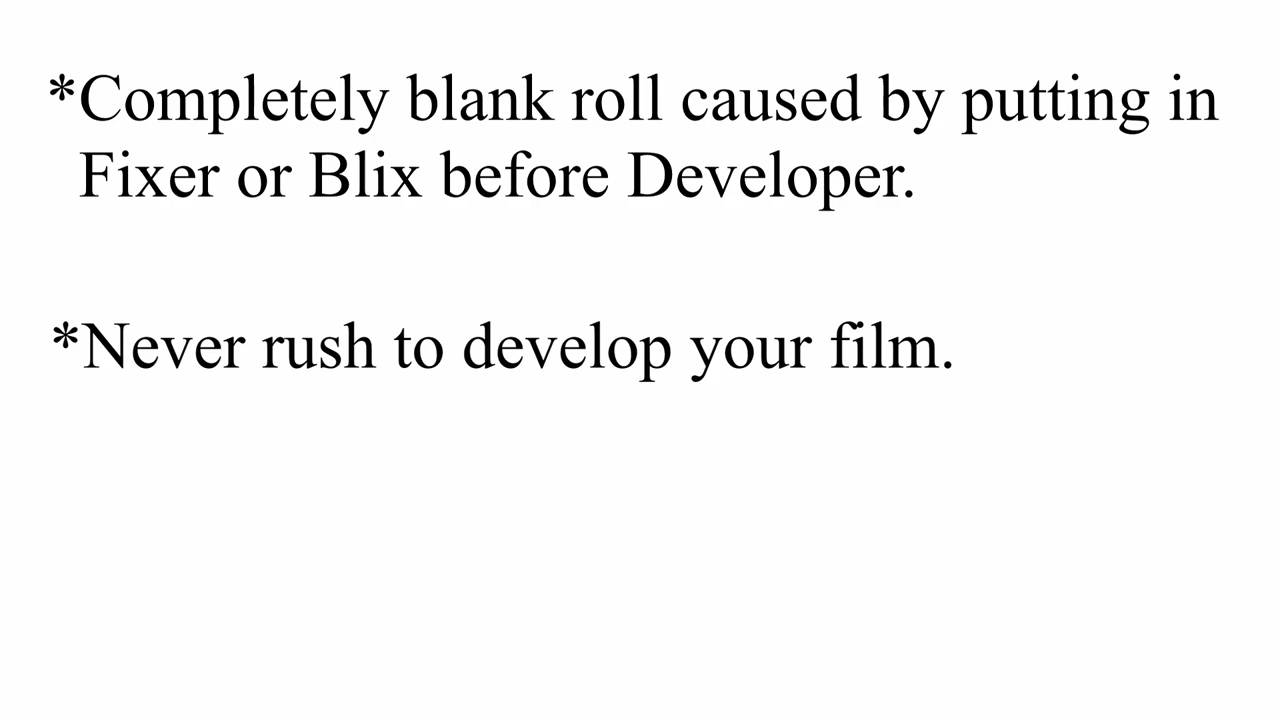 *Completely blank roll caused by putting in
Fixer or Blix before Developer.
*Never rush to develop your film.